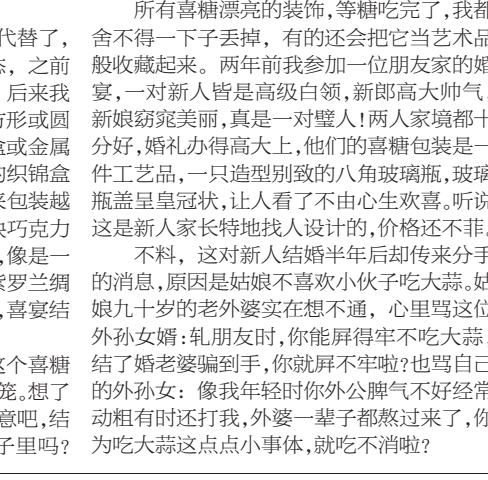 代替了,
态, 之前
后来我
方形或圆
盒或金属
的织锦盒
来包装越
块巧克力
,像是一
紫罗兰绸
,喜宴结
这个喜糖
笼。想了
意吧,结
子里吗?
所有喜糖漂亮的装饰,等糖吃完了,我都
舍不得一下子丢掉, 有的还会把它当艺术品
般收藏起来。两年前我参加一位朋友家的婚
宴,一对新人皆是高级白领,新郎高大帅气,
新娘窈窕美丽,真是一对璧人!两人家境都十
分好,婚礼办得高大上,他们的喜糖包装是一
件工艺品,一只造型别致的八角玻璃瓶,玻璃
瓶盖呈皇冠状,让人看了不由心生欢喜。听说
这是新人家长特地找人设计的,价格还不菲。
不料, 这对新人结婚半年后却传来分手
的消息,原因是姑娘不喜欢小伙子吃大蒜。姑
娘九十岁的老外婆实在想不通, 心里骂这位
外孙女婿:轧朋友时,你能屏得牢不吃大蒜,
结了婚老婆骗到手,你就屏不牢啦?也骂自己
的外孙女: 像我年轻时你外公脾气不好经常
动粗有时还打我,外婆一辈子都熬过来了,你
为吃大蒜这点点小事体,就吃不消啦?